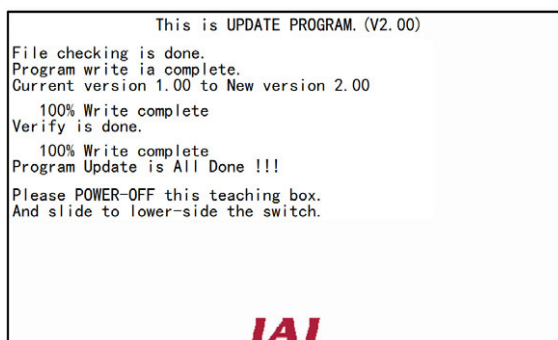 This is UPDATE PROGRAM. (V2.00)
File checking is done.
Program write ia complete.
Current version 1.00 to New version 2.00
100% Write complete
Verify is done.
100% Write complete
Program Update is All Done !!!
Please POWER-OFF this teaching box.
And slide to lower-side the switch.
IAI